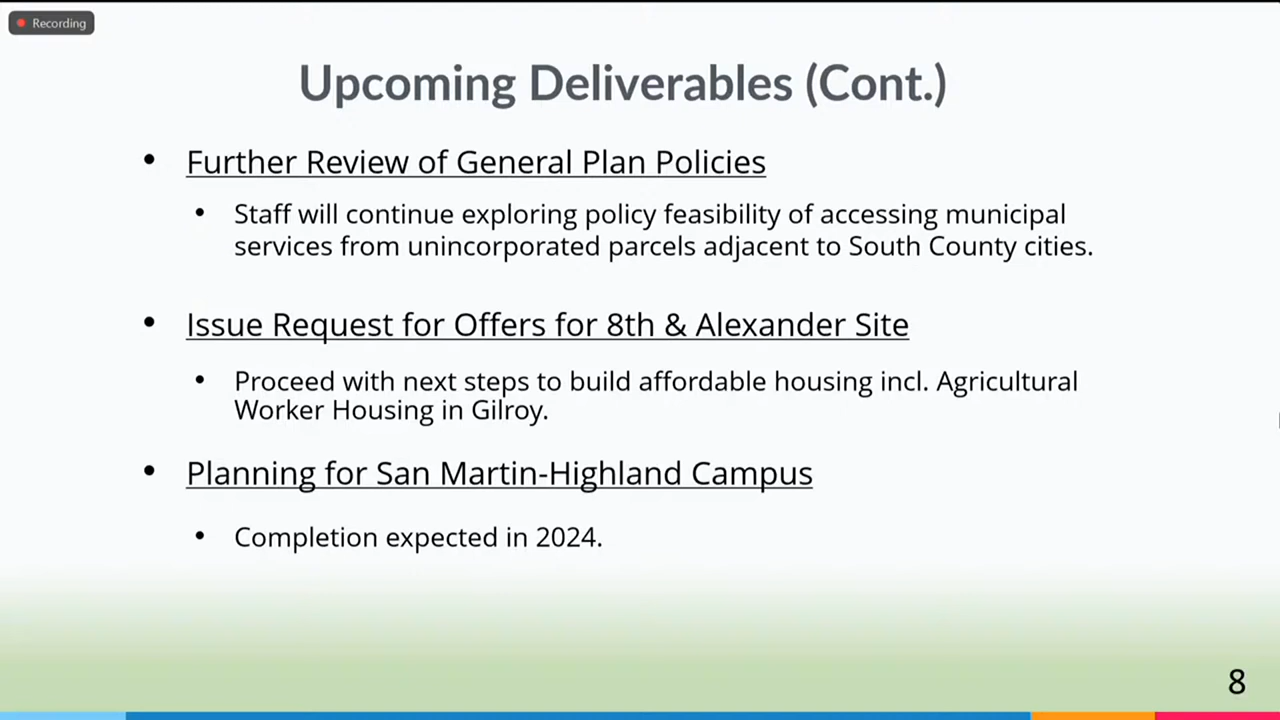 Recording
Upcoming Deliverables (Cont.)
• Further Review of General Plan Policies
• Staff will continue exploring policy feasibility of accessing municipal
services from unincorporated parcels adjacent to South County cities.
• Issue Request for Offers for 8th & Alexander Site
• Proceed with next steps to build affordable housing incl. Agricultural
Worker Housing in Gilroy.
• Planning for San Martin-Highland Campus
• Completion expected in 2024.
8